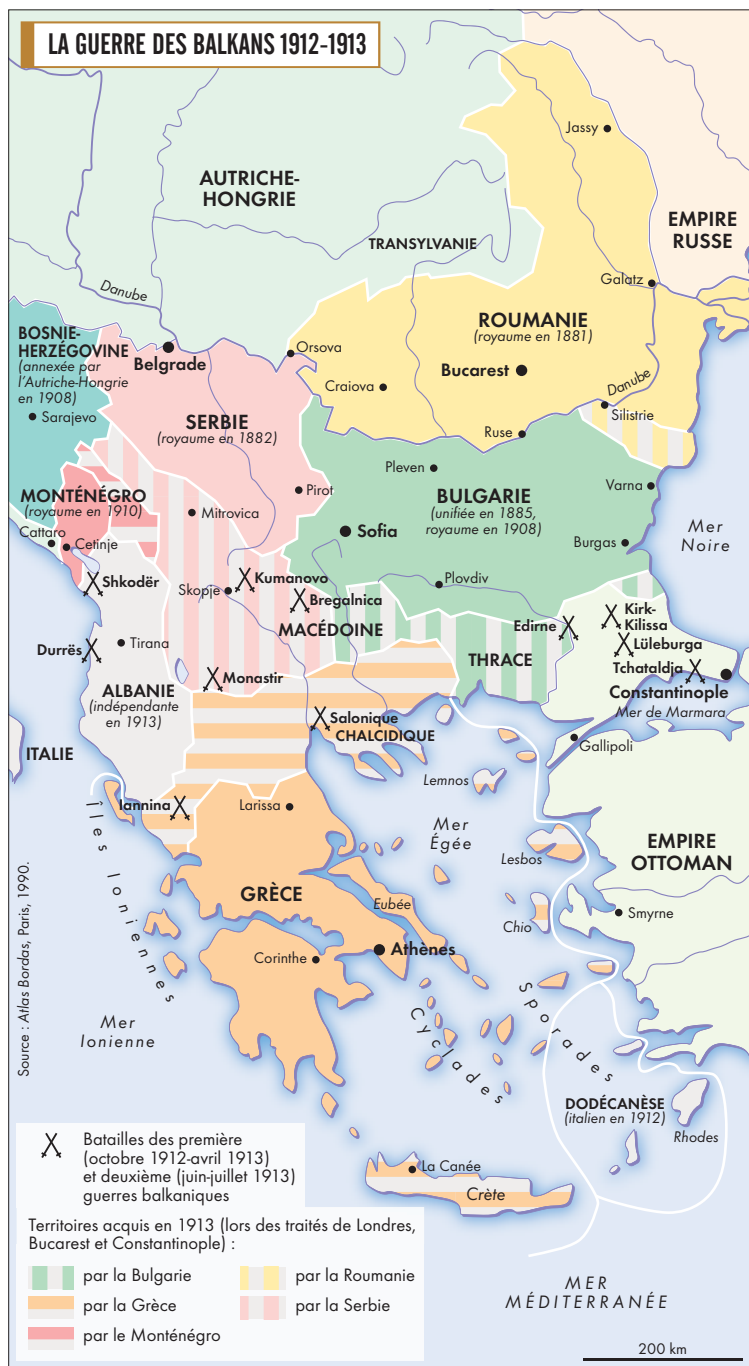 LA GUERRE DES BALKANS 1912-1913
Jassy
AUTRICHE-
HONGRIE
EMPIRE
RUSSE
TRANSYLVANIE
Galatz
Danube
ROUMANIE
(royaume en 1881)
BOSNIE-
HERZÉGOVINE
(annexée par
l'Autriche-Hongrie
en 1908)
Sarajevo
Belgrade
Orsova
Craiova
Bucarest
Danube
Silistrie
SERBIE
(royaume en 1882)
Ruse
Pleven
MONTÉNÉGRO
(royaume en 1910)
Pirot
Mitrovica
BULGARIE
(unifiée en 1885,
royaume en 1908)
Varna
Sofia
Mer
Noire
Cattaro
Cetinje
Burgas
Shkodër
Skopje
Kumanovo
Bregalnica
Plovdiv
MACÉDOINE
Edirne
Kirk-
Kilissa
Lüleburga
Durrës
Tirana
THRACE
Tchataldja
Monastir
Constantinople
ALBANIE
(indépendante
en 1913)
Mer de Marmara
Salonique
CHALCIDIQUE
Gallipoli
ITALIE
Lemnos
Iannina
Larissa
Îles Ioniennes
Mer
Égée
EMPIRE
OTTOMAN
Lesbos
GRÈCE
Eubée
Chio
Smyrne
Athènes
Corinthe
Mer
Ionienne
Cyclades
Sporades
DODÉCANÈSE
(italien en 1912)
Rhodes
La Canée
Crète
Source : Atlas Bordas, Paris, 1990.
Batailles des première
(octobre 1912-avril 1913)
et deuxième (juin-juillet 1913)
guerres balkaniques
Territoires acquis en 1913 (lors des traités de Londres,
Bucarest et Constantinople) :
par la Bulgarie
par la Roumanie
par la Grèce
par la Serbie
par le Monténégro
MER
MÉDITERRANÉE
200 km